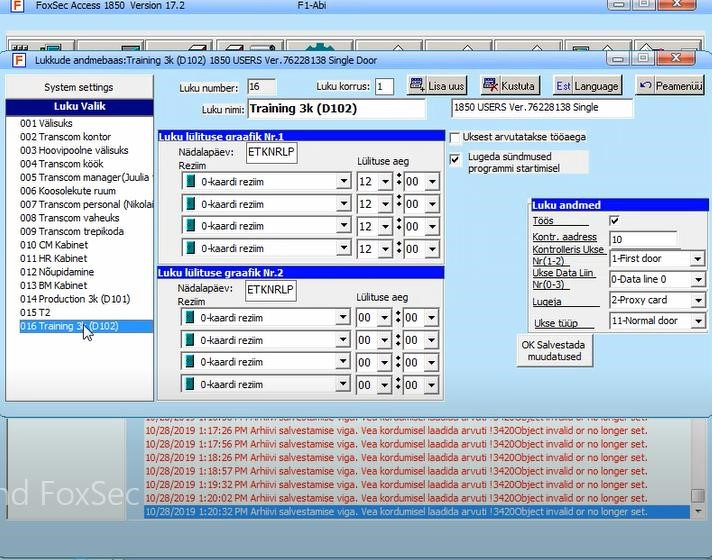 FoxSec Access 1850 Version 17.2 F1-Abi
Lukkude andmebaas:Training 3k (D102) 1850 USERS Ver.76228138 Single Door
System settings
Luku Valik
001 Välisuks
002 Transcom kontor
003 Hoovipoolne välisuks
004 Transcom köök
005 Transcom manager(Juulia
006 Koosolekute ruum
007 Transcom personal (Nikolai
008 Transcom vaheuks
009 Transcom trepikoda
010 CM Kabinet
011 HR Kabinet
012 Nõupidamine
013 BM Kabinet
014 Production 3k (D101)
015 T2
016 Training 3k (D102)
Luku number: 16
Luku korrus: 1
Lisa uus
Kustuta
Est Language
Peamenüü
Luku nimi: Training 3k (D102)
1850 USERS Ver.76228138 Single
Luku lülituse graafik Nr.1
Nädalapäev: ETKNRLP
Reziim
Lülituse aeg
0-kaardi reziim 12 : 00
0-kaardi reziim 12 : 00
0-kaardi reziim 12 : 00
0-kaardi reziim 12 : 00
Luku lülituse graafik Nr.2
Nädalapäev: ETKNRLP
Reziim
Lülituse aeg
0-kaardi reziim 00 : 00
0-kaardi reziim 00 : 00
0-kaardi reziim 00 : 00
0-kaardi reziim 00 : 00
Uksest arvutatakse tööaega
Lugeda sündmused
programmi startimisel
Luku andmed
Töös
Kontr. aadress 10
Kontrolleris Ukse
Nr(1-2) 1-First door
Ukse Data Liin
Nr(0-3) 0-Data line 0
Lugeja 2-Proxy card
Ukse tüüp 11-Normal door
OK Salvestada
muudatused
10/28/2019 1:17:26 PM Arhiivi salvestamise viga. Vea kordumisel laadida arvuti !3420Object invalid or no longer set.
10/28/2019 1:17:56 PM Arhiivi salvestamise viga. Vea kordumisel laadida arvuti !3420Object invalid or no longer set.
10/28/2019 1:18:26 PM Arhiivi salvestamise viga. Vea kordumisel laadida arvuti !3420Object invalid or no longer set.
10/28/2019 1:18:57 PM Arhiivi salvestamise viga. Vea kordumisel laadida arvuti !3420Object invalid or no longer set.
10/28/2019 1:19:32 PM Arhiivi salvestamise viga. Vea kordumisel laadida arvuti !3420Object invalid or no longer set.
10/28/2019 1:20:02 PM Arhiivi salvestamise viga. Vea kordumisel laadida arvuti !3420Object invalid or no longer set.
10/28/2019 1:20:32 PM Arhiivi salvestamise viga. Vea kordumisel laadida arvuti !3420Object invalid or no longer set.
nd FoxSec